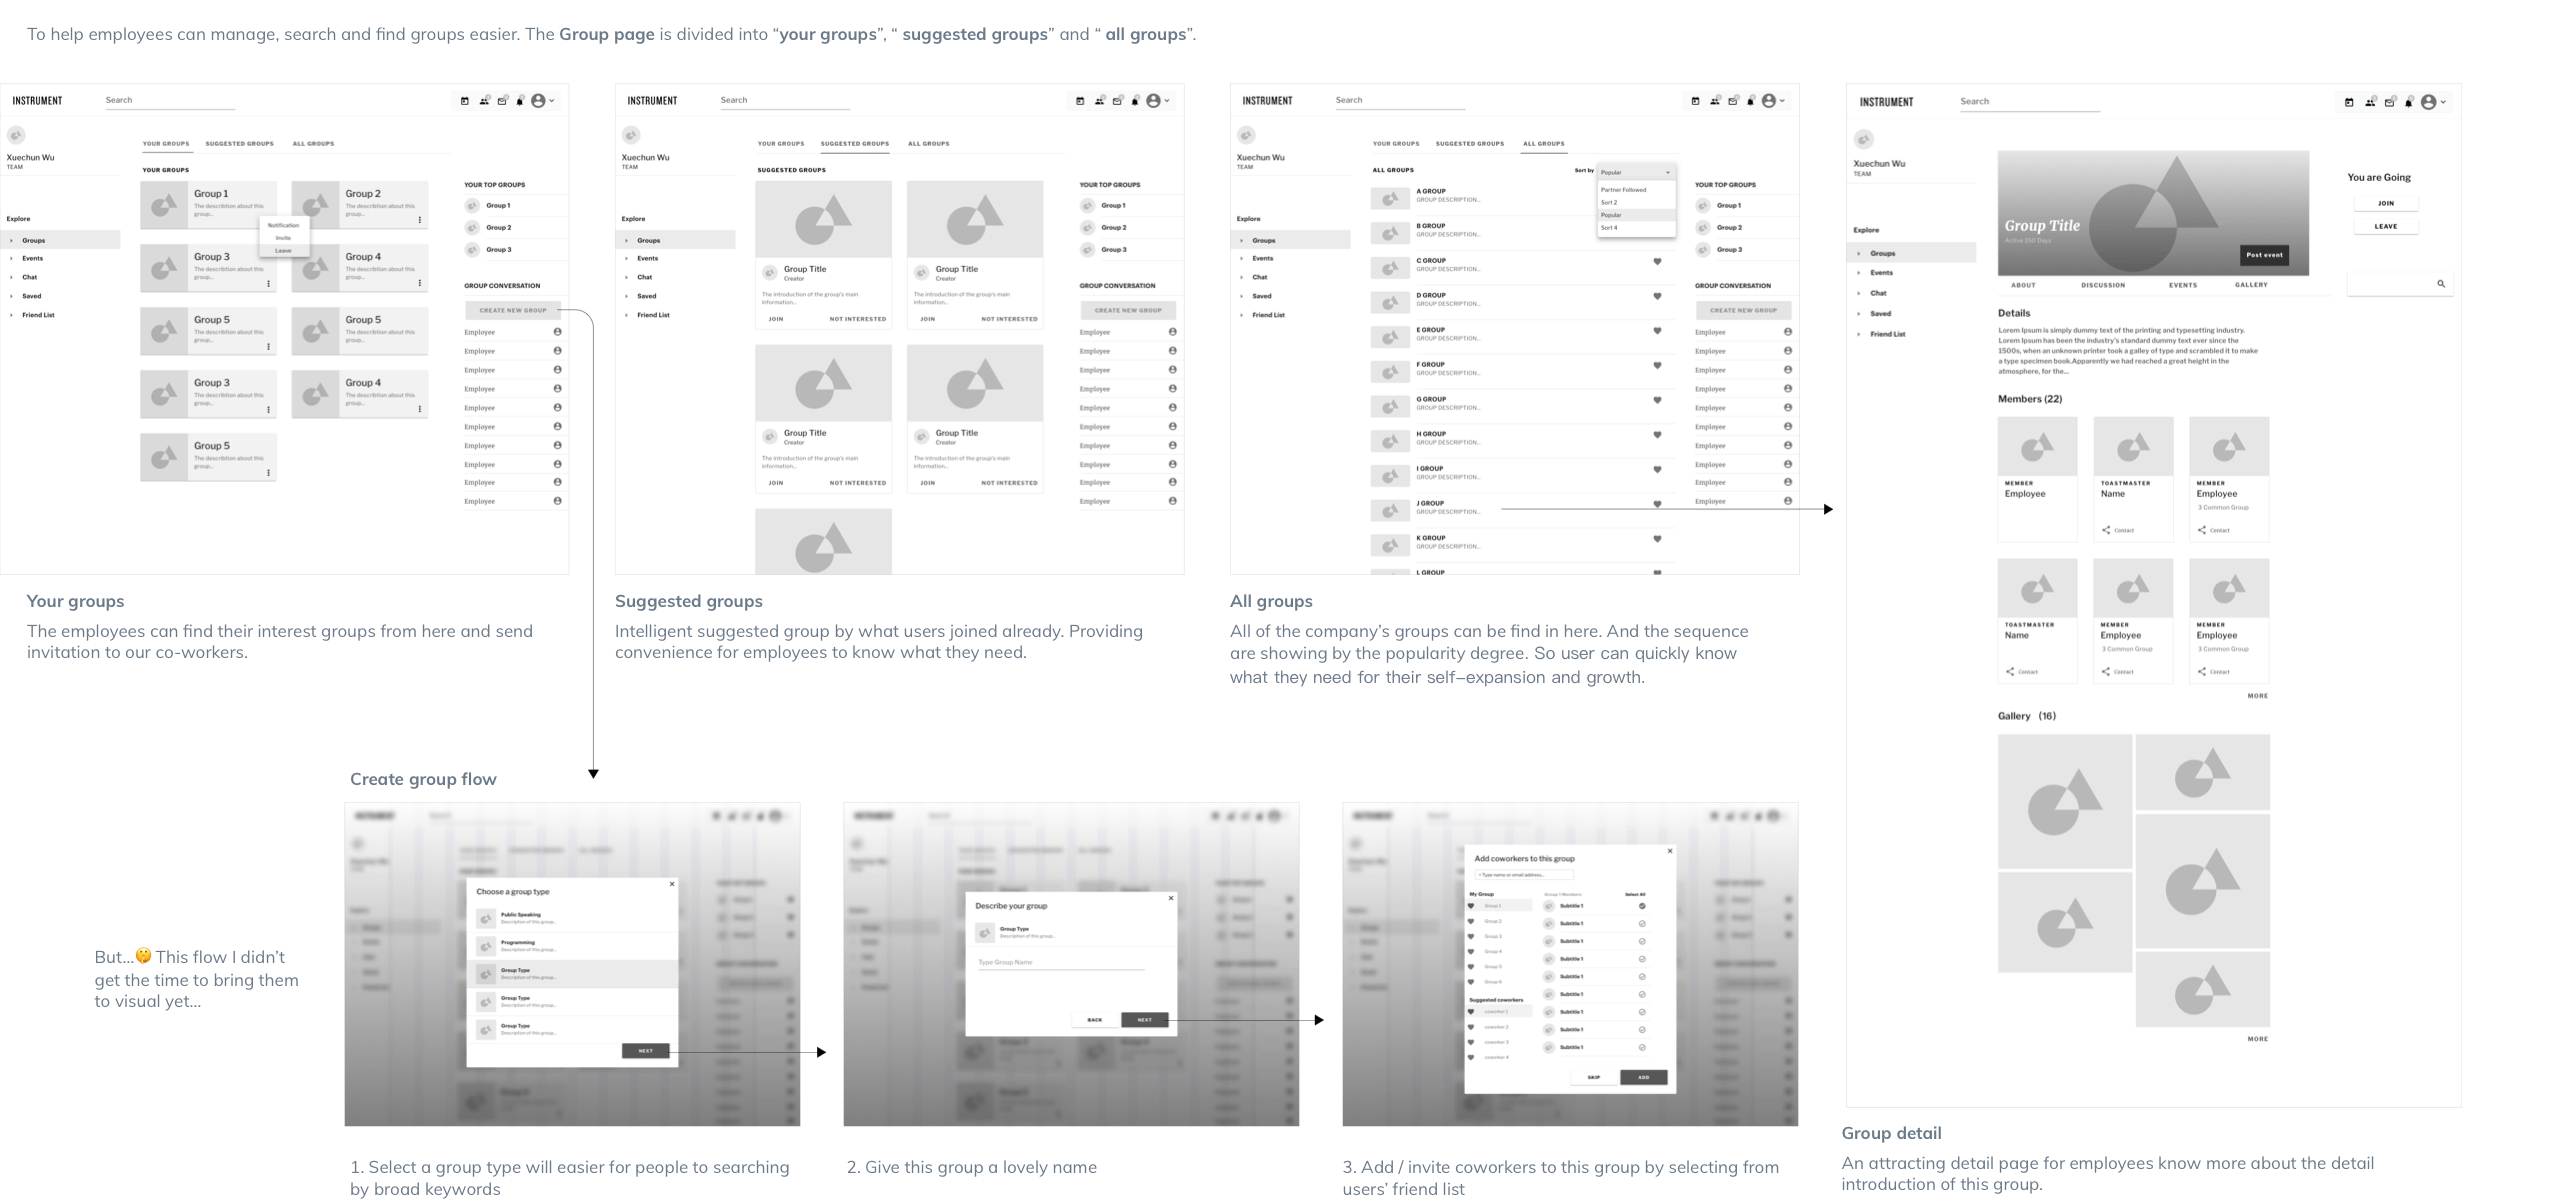 To help employees can manage, search and find groups easier. The Group page is divided into “your groups”, “ suggested groups” and “ all groups”.
INSTRUMENT
Search
Xuechun Wu
TEAM
Explore
Groups
Events
Chat
Saved
Friend List
YOUR GROUPS
SUGGESTED GROUPS
ALL GROUPS
YOUR GROUPS
Group 1
The describtion about this
group...
Group 2
The describtion about this
group...
Notification
Invite
Leave
Group 3
The describtion about this
group...
Group 4
The describtion about this
group...
Group 5
The describtion about this
group...
Group 5
The describtion about this
group...
Group 3
The describtion about this
group...
Group 4
The describtion about this
group...
Group 5
The describtion about this
group...
YOUR TOP GROUPS
Group 1
Group 2
Group 3
GROUP CONVERSATION
CREATE NEW GROUP
Employee
Employee
Employee
Employee
Employee
Employee
Employee
Employee
Employee
Employee
Your groups
The employees can find their interest groups from here and send
invitation to our co-workers.
INSTRUMENT
Search
Xuechun Wu
TEAM
Explore
Groups
Events
Chat
Saved
Friend List
YOUR GROUPS
SUGGESTED GROUPS
ALL GROUPS
SUGGESTED GROUPS
Group Title
Creator
The introduction of the group's main
information...
JOIN
NOT INTERESTED
Group Title
Creator
The introduction of the group's main
information...
JOIN
NOT INTERESTED
Group Title
Creator
The introduction of the group's main
information...
JOIN
NOT INTERESTED
Group Title
Creator
The introduction of the group's main
information...
JOIN
NOT INTERESTED
YOUR TOP GROUPS
Group 1
Group 2
Group 3
GROUP CONVERSATION
CREATE NEW GROUP
Employee
Employee
Employee
Employee
Employee
Employee
Employee
Employee
Employee
Employee
Suggested groups
Intelligent suggested group by what users joined already. Providing
convenience for employees to know what they need.
INSTRUMENT
Search
Xuechun Wu
TEAM
Explore
Groups
Events
Chat
Saved
Friend List
YOUR GROUPS
SUGGESTED GROUPS
ALL GROUPS
ALL GROUPS
Sort by
Popular
Partner Followed
Sort 2
Popular
Sort 4
A GROUP
GROUP DESCRIPTION...
B GROUP
GROUP DESCRIPTION...
C GROUP
GROUP DESCRIPTION...
D GROUP
GROUP DESCRIPTION...
E GROUP
GROUP DESCRIPTION...
F GROUP
GROUP DESCRIPTION...
G GROUP
GROUP DESCRIPTION...
H GROUP
GROUP DESCRIPTION...
I GROUP
GROUP DESCRIPTION...
J GROUP
GROUP DESCRIPTION...
K GROUP
GROUP DESCRIPTION...
L GROUP
YOUR TOP GROUPS
Group 1
Group 2
Group 3
GROUP CONVERSATION
CREATE NEW GROUP
Employee
Employee
Employee
Employee
Employee
Employee
Employee
Employee
Employee
Employee
All groups
All of the company’s groups can be find in here. And the sequence
are showing by the popularity degree. So user can quickly know
what they need for their self-expansion and growth.
INSTRUMENT
Search
Xuechun Wu
TEAM
Explore
Groups
Events
Chat
Saved
Friend List
Group Title
Active 250 Days
Post event
ABOUT
DISCUSSION
EVENTS
GALLERY
You are Going
JOIN
LEAVE
Details
Lorem Ipsum is simply dummy text of the printing and typesetting industry.
Lorem Ipsum has been the industry's standard dummy text ever since the
1500s, when an unknown printer took a galley of type and scrambled it to make
a type specimen book.Apparently we had reached a great height in the
atmosphere, for the...
Members (22)
MEMBER
Employee
TOASTMASTER
Name
Contact
MEMBER
Employee
3 Common Group
Contact
TOASTMASTER
Name
Contact
MEMBER
Employee
3 Common Group
Contact
MEMBER
Employee
3 Common Group
Contact
MORE
Gallery (16)
MORE
Group detail
An attracting detail page for employees know more about the detail
introduction of this group.
Create group flow
But...🤫 This flow I didn’t
get the time to bring them
to visual yet...
Choose a group type
Public Speaking
Description of this group...
Programming
Description of this group...
Group Type
Description of this group...
Group Type
Description of this group...
Group Type
Description of this group...
NEXT
1. Select a group type will easier for people to searching
by broad keywords
Describe your group
Group Type
Description of this group...
Type Group Name
BACK
NEXT
2. Give this group a lovely name
Add coworkers to this group
+ Type name or email address...
My Group
Group 1 Members
Select All
Group 1
Group 2
Group 3
Group 4
Group 5
Group 6
Suggested coworkers
coworker 1
coworker 2
coworker 3
coworker 4
Subtitle 1
Subtitle 1
Subtitle 1
Subtitle 1
Subtitle 1
Subtitle 1
Subtitle 1
Subtitle 1
Subtitle 1
SKIP
ADD
3. Add / invite coworkers to this group by selecting from
users’ friend list